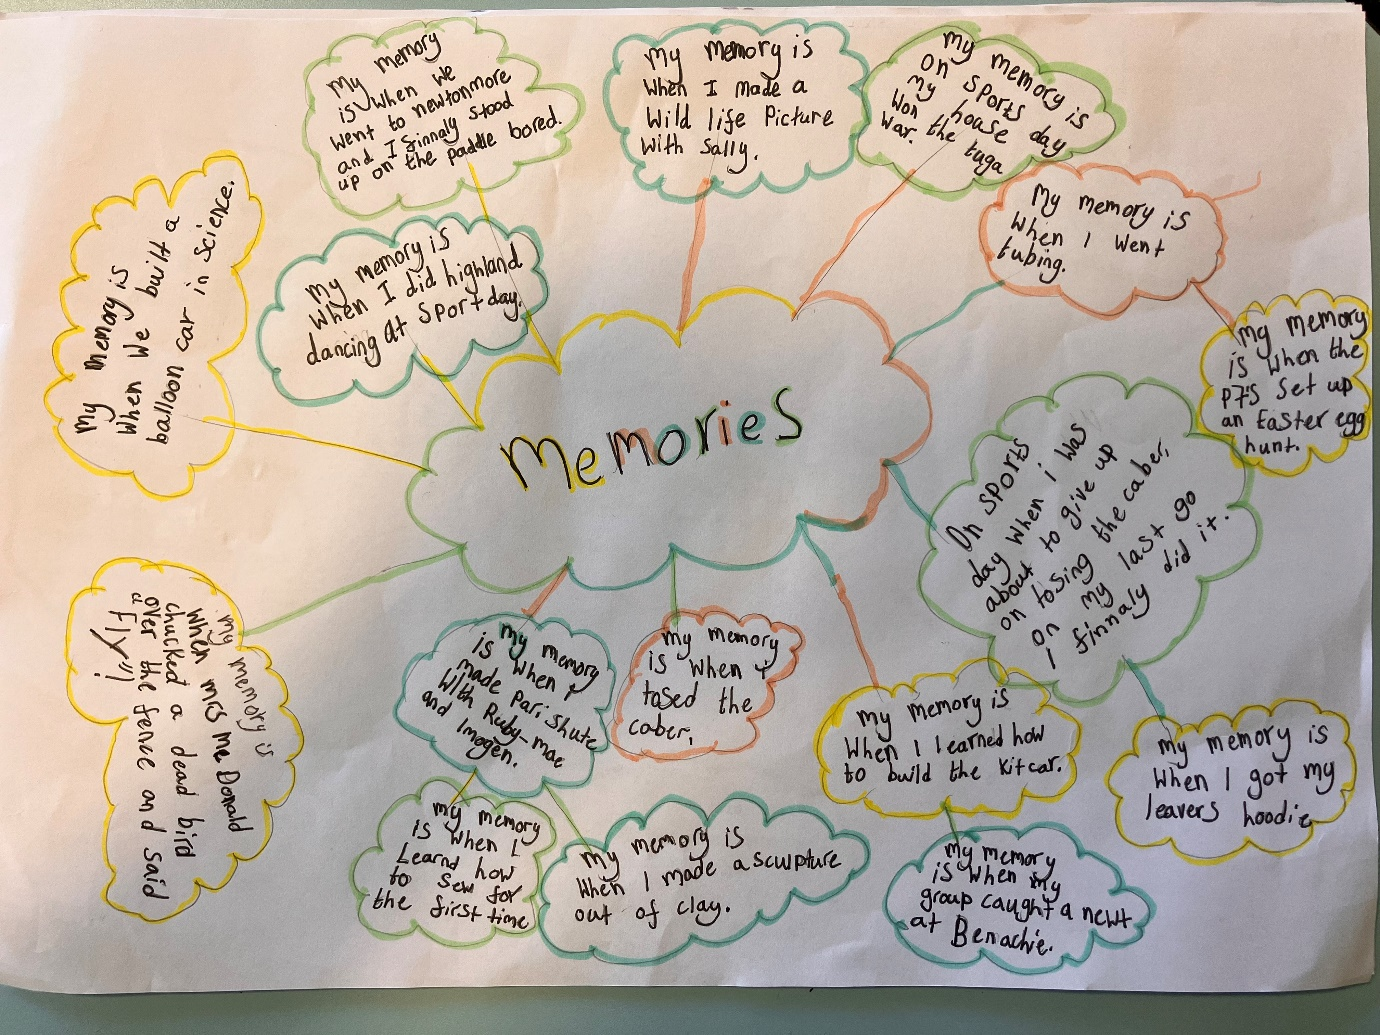 Memories
my memory
is when we
went to newtonmore
and I finnaly stood
up on the paddle bored.
my memory is
When I made a
Wild life Picture
With Sally.
my memory is
on sports day
my house
won the tuga
war.
My memory is
When I went
tubing.
my memory
is when the
P7's set up
an Easter egg
hunt.
my memory is
when I did highland
dancing at sport day.
my memory is
when we built a
balloon car in science.
On sports
day when i was
about to give up
on tosing the caber,
on my last go
I finnaly did it.
my memory is
when mrs mc Donald
chucked a dead bird
over the fence and said
a Fly"!
my memory
is when I
made parishute
With Ruby-mae
and Imogen.
my memory
is when I
tased the
caber,
my memory is
When I learned how
to build the kitcar.
my memory is
when I got my
leavers hoodie
my memory
is when I
Learnd how
to sew for
the first time
my memory is
When I made a sculpture
out of clay.
my memory
is when my
group caught a newt
at Benachie.